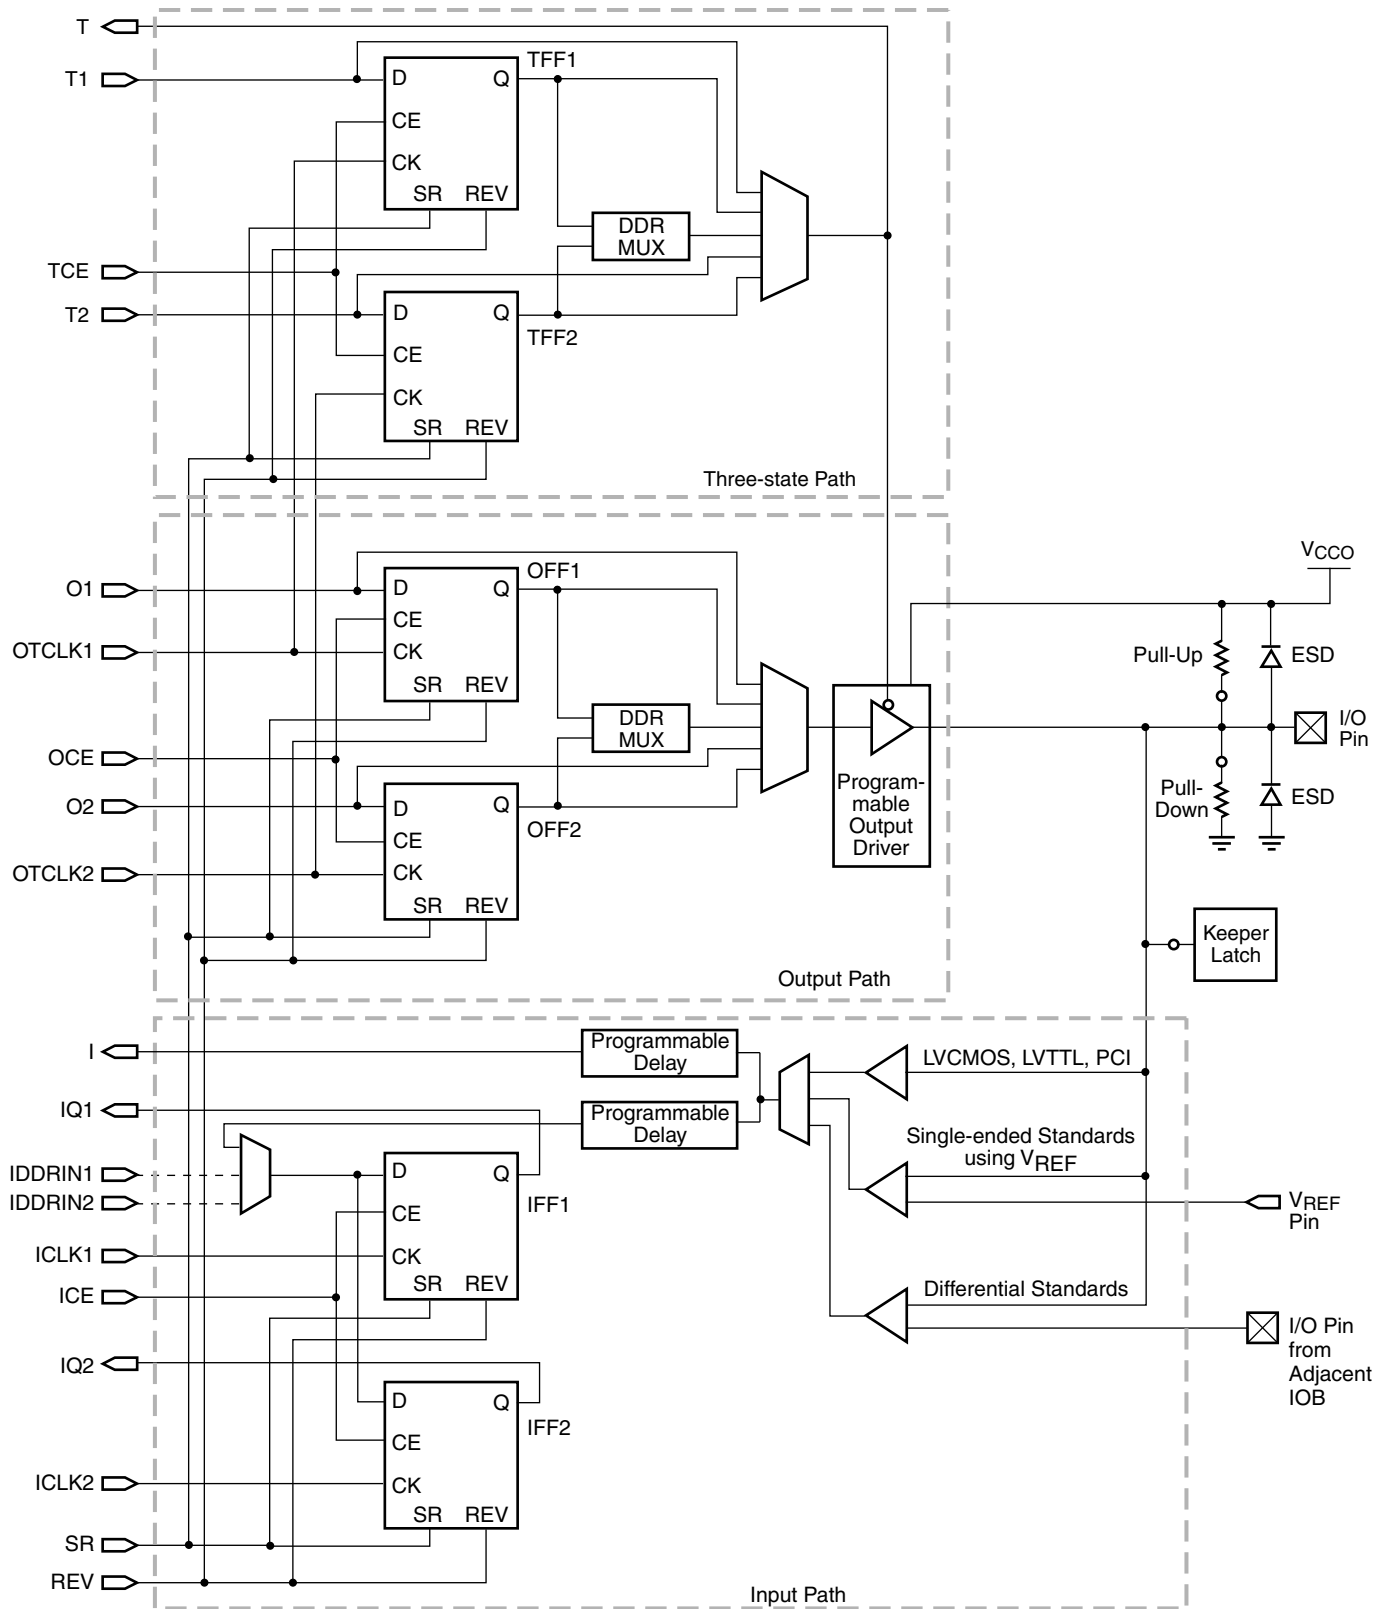 T
T1
D
Q
TFF1
CE
CK
SR
REV
DDR
MUX
TCE
T2
D
Q
TFF2
CE
CK
SR
REV
Three-state Path
VCCO
O1
D
Q
OFF1
CE
OTCLK1
CK
SR
REV
Pull-Up
ESD
DDR
MUX
I/O
Pin
OCE
O2
D
Q
OFF2
CE
OTCLK2
CK
SR
REV
Program-
mable
Output
Driver
Pull-
Down
ESD
Keeper
Latch
Output Path
I
Programmable
Delay
LVCMOS, LVTTL, PCI
IQ1
Programmable
Delay
Single-ended Standards
using VREF
IDDRIN1
IDDRIN2
D
Q
IFF1
CE
VREF
Pin
ICLK1
CK
ICE
SR
REV
Differential Standards
I/O Pin
from
Adjacent
IOB
IQ2
D
Q
IFF2
CE
ICLK2
CK
SR
REV
SR
REV
Input Path